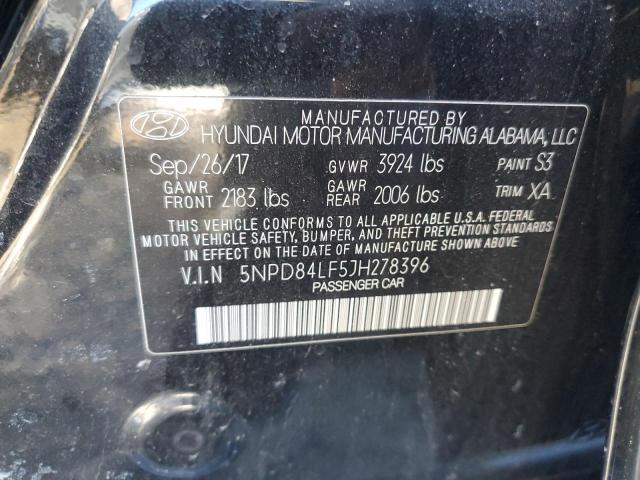 MANUFACTURED BY
HYUNDAI MOTOR MANUFACTURING ALABAMA, LLC
Sep/26/17 GVWR 3924 lbs PAINT S3
GAWR FRONT 2183 lbs GAWR REAR 2006 lbs TRIM XA
THIS VEHICLE CONFORMS TO ALL APPLICABLE U.S.A. FEDERAL
MOTOR VEHICLE SAFETY, BUMPER, AND THEFT PREVENTION STANDARDS
IN EFFECT ON THE DATE OF MANUFACTURE SHOWN ABOVE.
V.I.N 5NPD84LF5JH278396
PASSENGER CAR